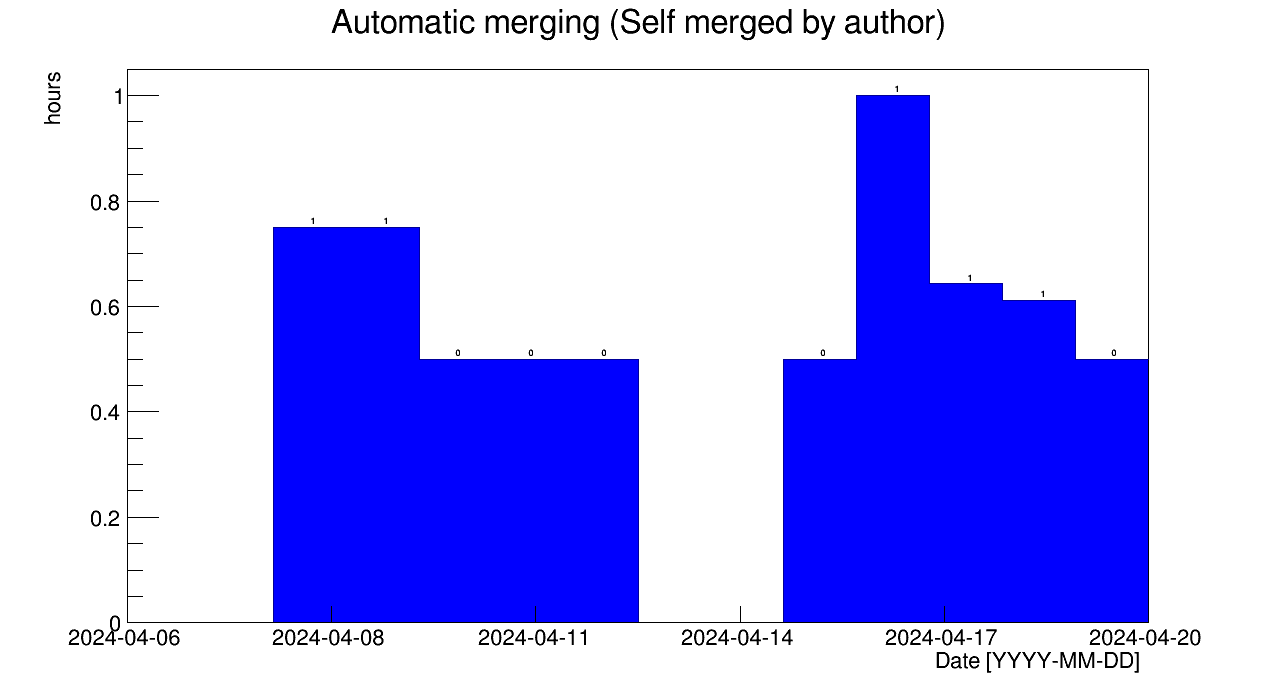 Automatic merging (Self merged by author)
hours
1
0.8
0.6
0.4
0.2
0
1 1 0 0 0 0 1 1 1 0
2024-04-06 2024-04-08 2024-04-11 2024-04-14 2024-04-17 2024-04-20
Date [YYYY-MM-DD]